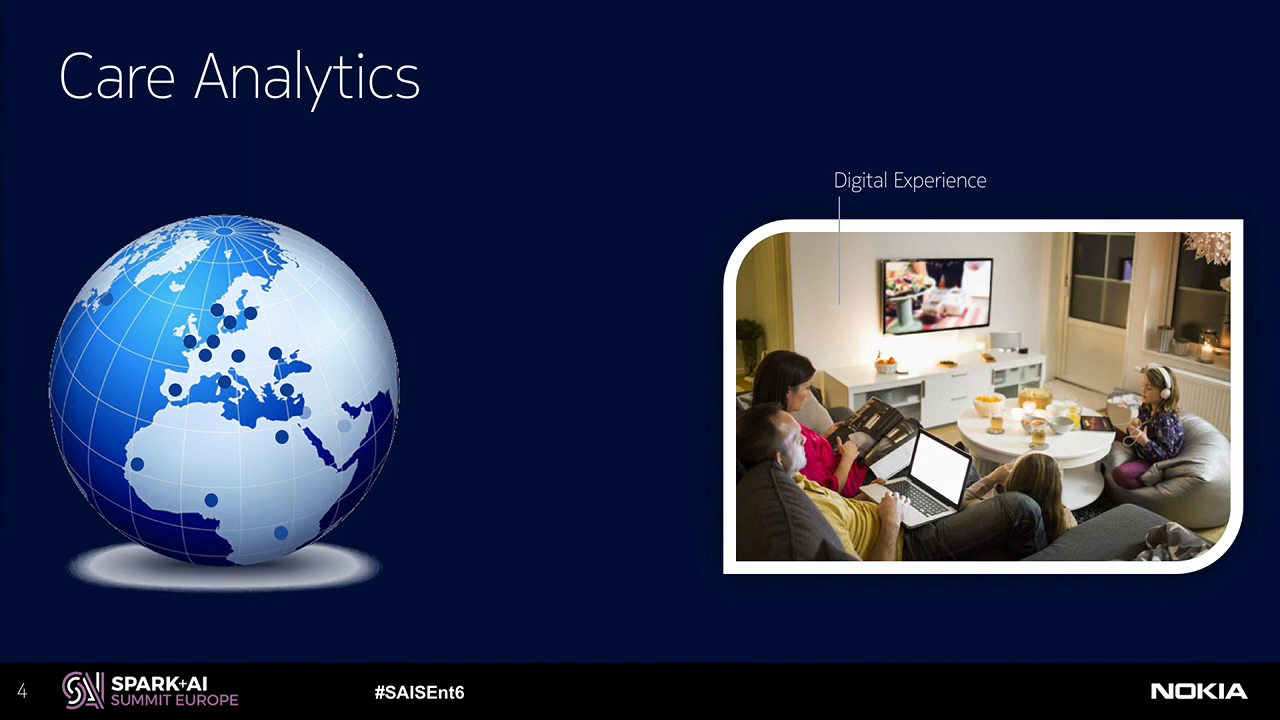 Care Analytics
Digital Experience
4
SPARK+AI
SUMMIT EUROPE
#SAISEnt6
NOKIA